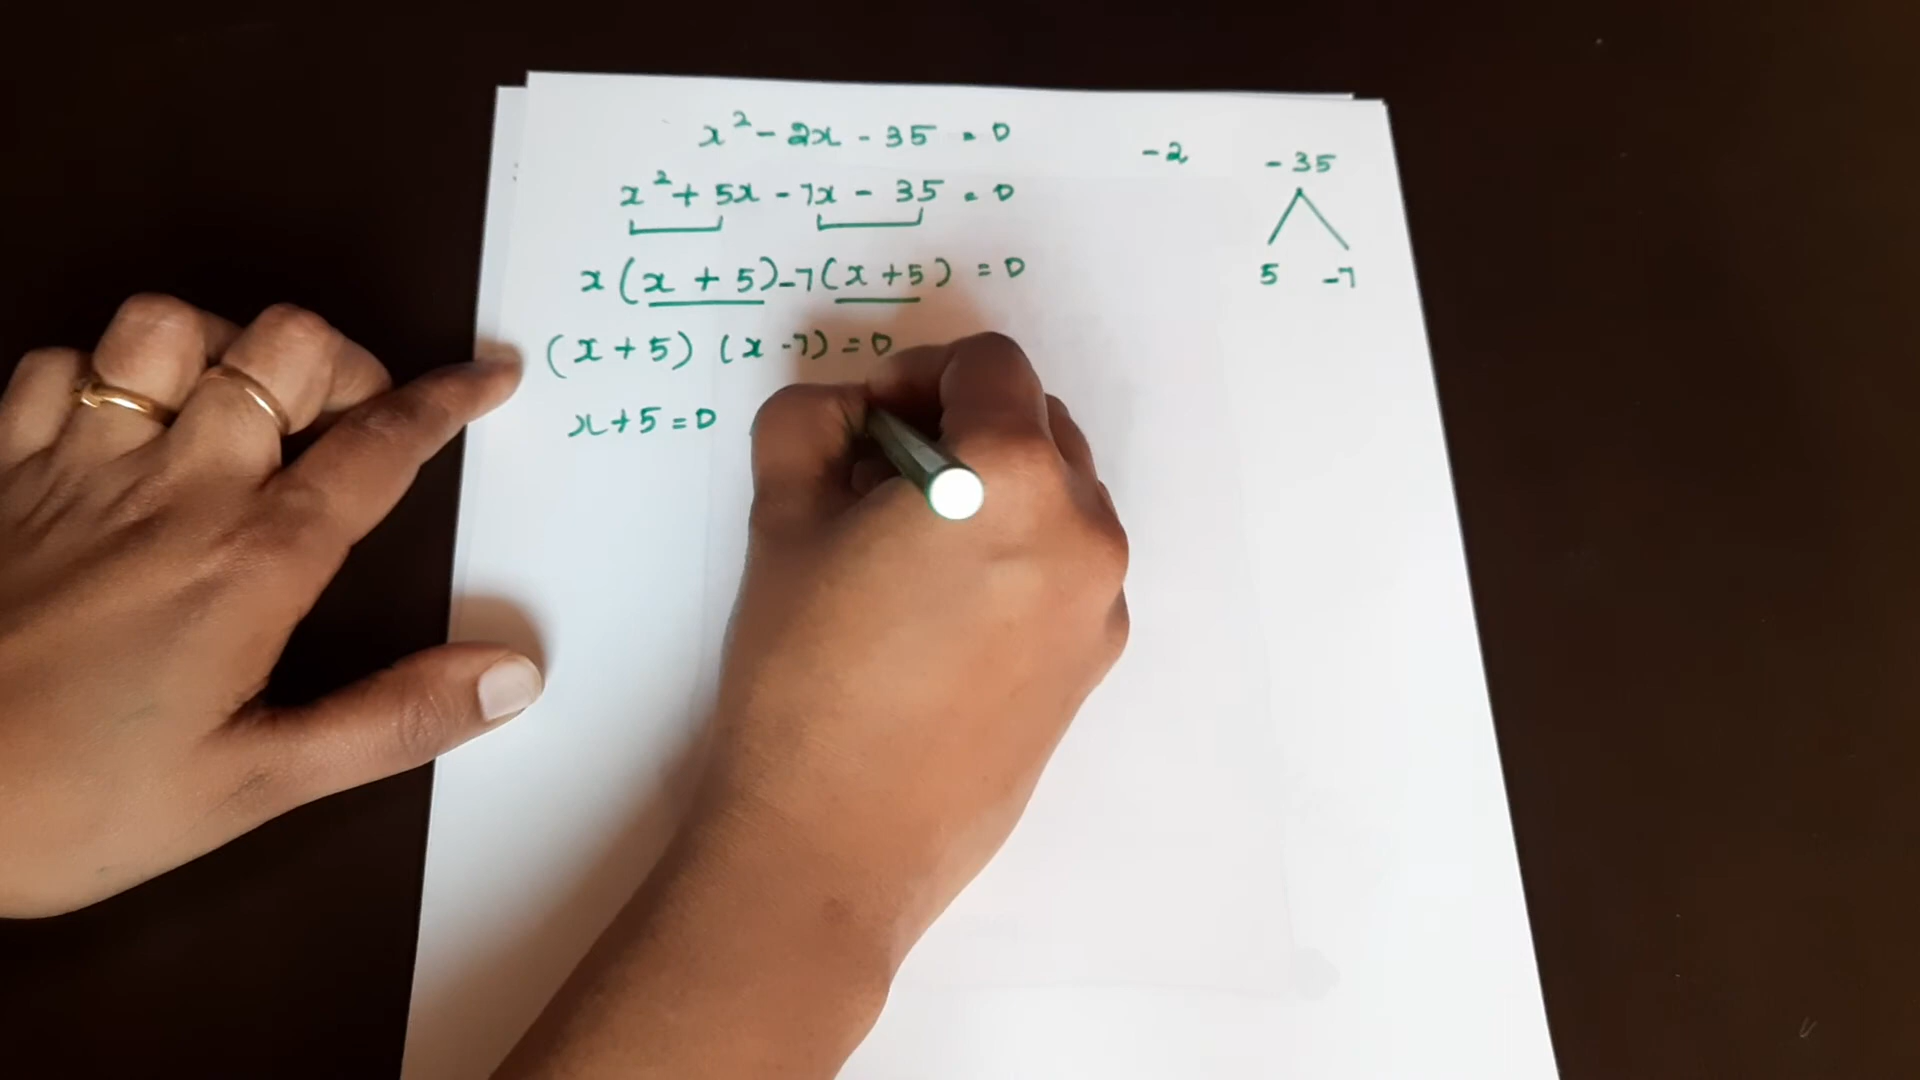 x² - 2x - 35 = 0
x² + 5x - 7x - 35 = 0
x (x + 5) - 7 (x + 5) = 0
(x + 5) (x - 7) = 0
x + 5 = 0
-2 -35
5 -7